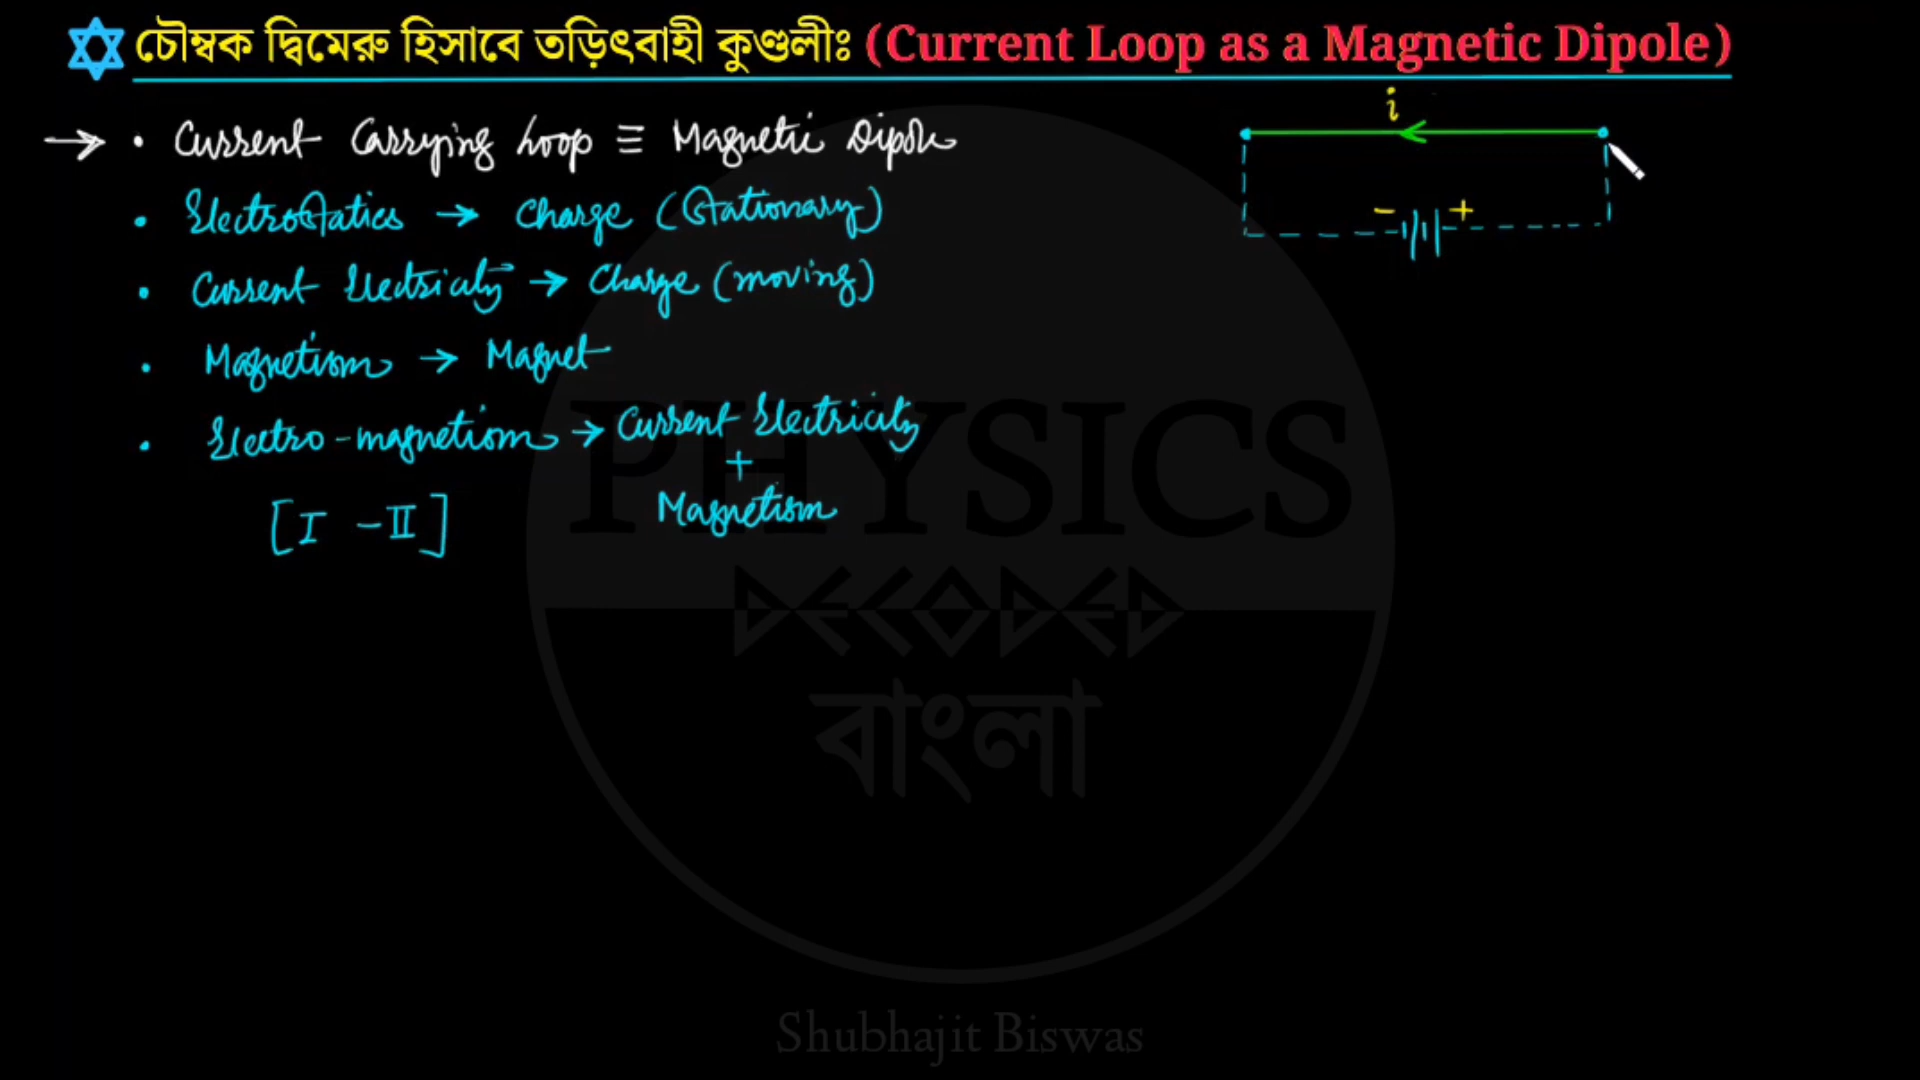 চৌম্বক দ্বিমেরু হিসাবে তড়িৎবাহী কুণ্ডলীঃ (Current Loop as a Magnetic Dipole)
→ • Current Carrying Loop ≡ Magnetic Dipole
• Electrostatics → Charge (Stationary)
• Current Electricity → Charge (moving)
• Magnetism → Magnet
• Electro-magnetism → Current Electricity
+
Magnetism
[I - II]
i
- +
PHYSICS
DECODED
বাংলা
Shubhajit Biswas